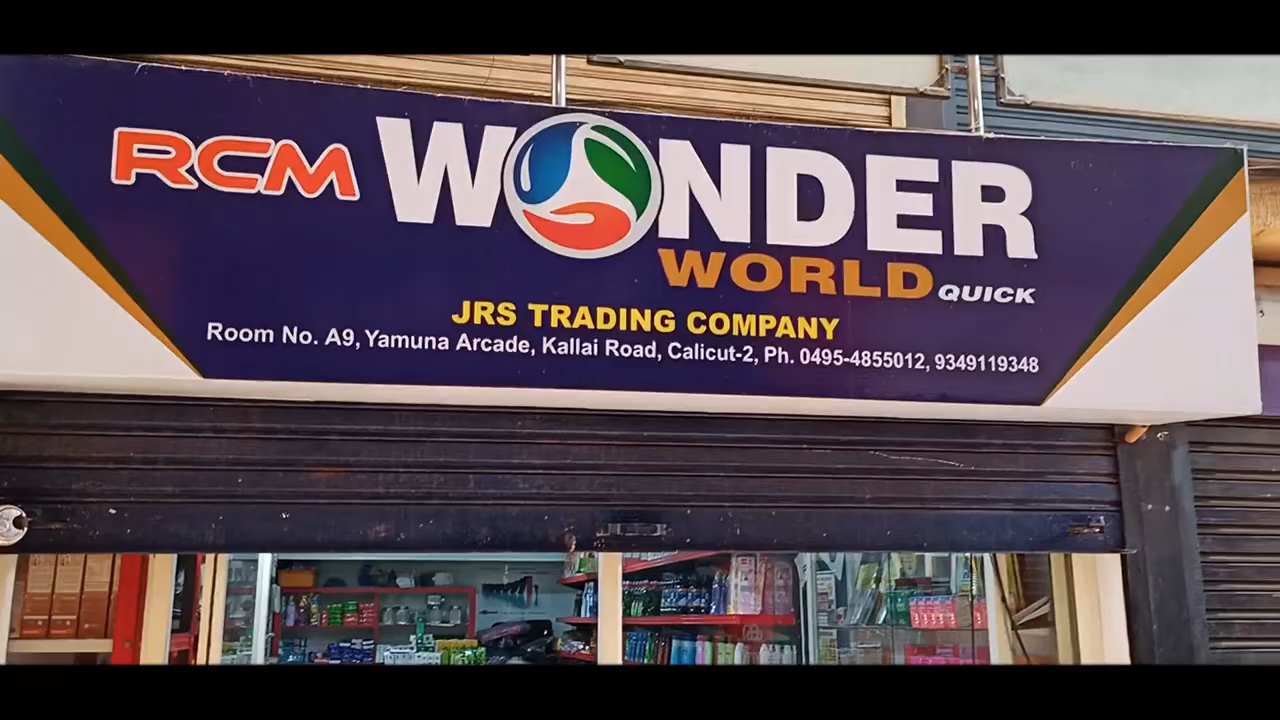 RCM WONDER
WORLD QUICK
JRS TRADING COMPANY
Room No. A9, Yamuna Arcade, Kallai Road, Calicut-2, Ph. 0495-4855012, 9349119348